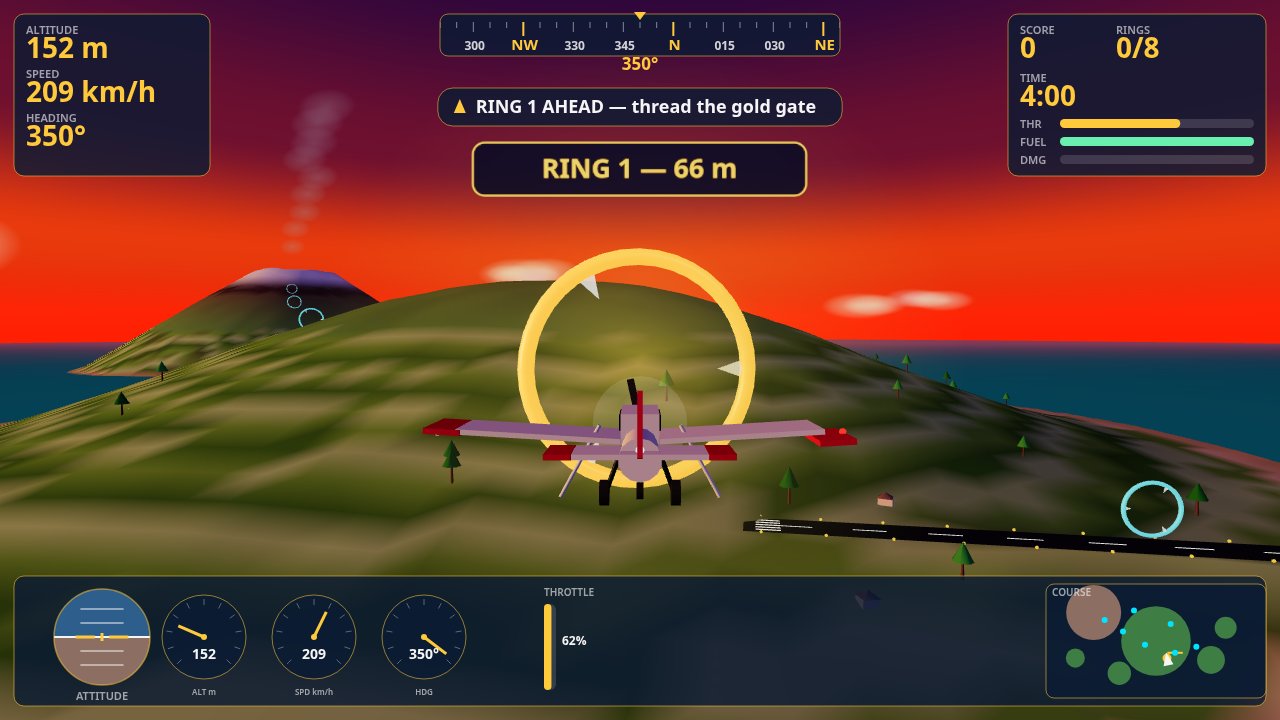 ALTITUDE
152 m
SPEED
209 km/h
HEADING
350°
300 NW 330 345 N 015 030 NE
350°
RING 1 AHEAD — thread the gold gate
RING 1 — 66 m
SCORE RINGS
0 0/8
TIME
4:00
THR
FUEL
DMG
ATTITUDE
152
ALT m
209
SPD km/h
350°
HDG
THROTTLE
62%
COURSE